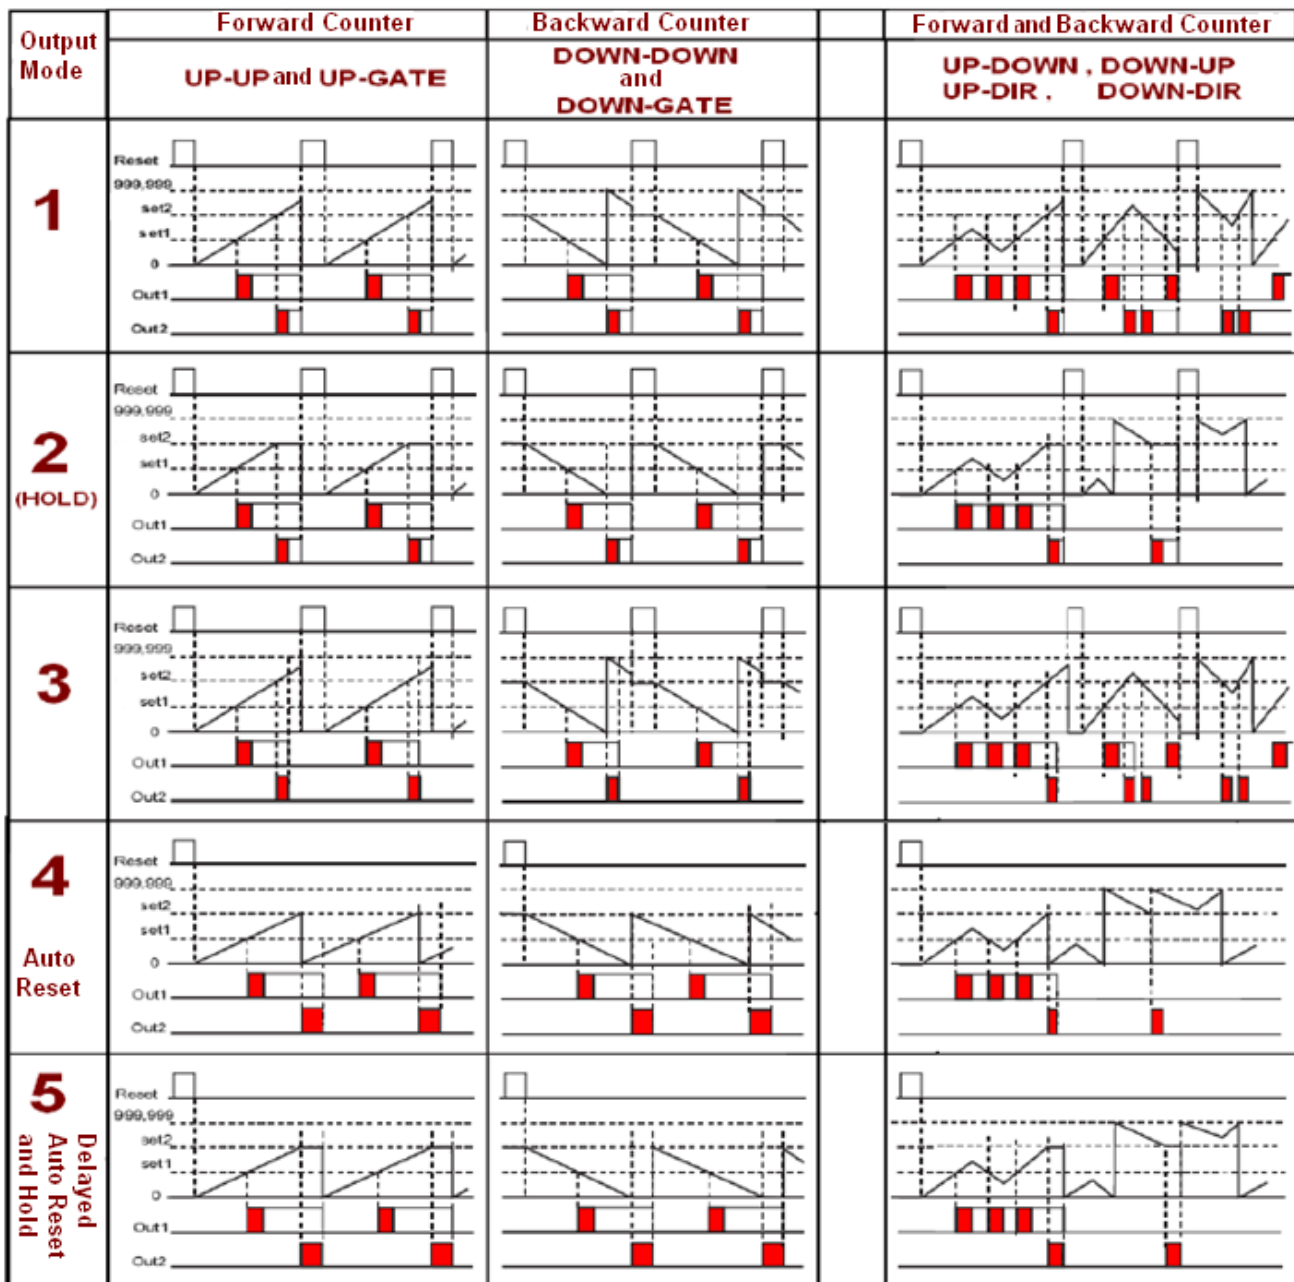 Output
Mode
Forward Counter
Backward Counter
Forward and Backward Counter
UP-UP and UP-GATE
DOWN-DOWN
and
DOWN-GATE
UP-DOWN , DOWN-UP
UP-DIR , DOWN-DIR
1
Reset
999,999
set2
set1
0
Out1
Out2
2
(HOLD)
Reset
999,999
set2
set1
0
Out1
Out2
3
Reset
999,999
set2
set1
0
Out1
Out2
4
Auto
Reset
Reset
999,999
set2
set1
0
Out1
Out2
5
Delayed
Auto Reset
and Hold
Reset
999,999
set2
set1
0
Out1
Out2